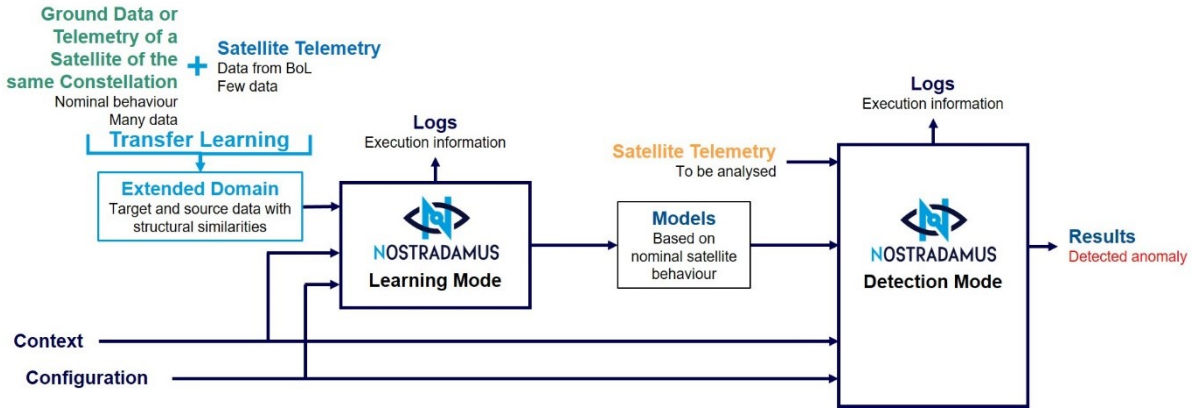 Ground Data or
Telemetry of a
Satellite of the
same Constellation
Nominal behaviour
Many data
+
Satellite Telemetry
Data from BoL
Few data
Transfer Learning
Extended Domain
Target and source data with
structural similarities
Logs
Execution information
NOSTRADAMUS
Learning Mode
Satellite Telemetry
To be analysed
Models
Based on
nominal satellite
behaviour
Logs
Execution information
NOSTRADAMUS
Detection Mode
Results
Detected anomaly
Context
Configuration